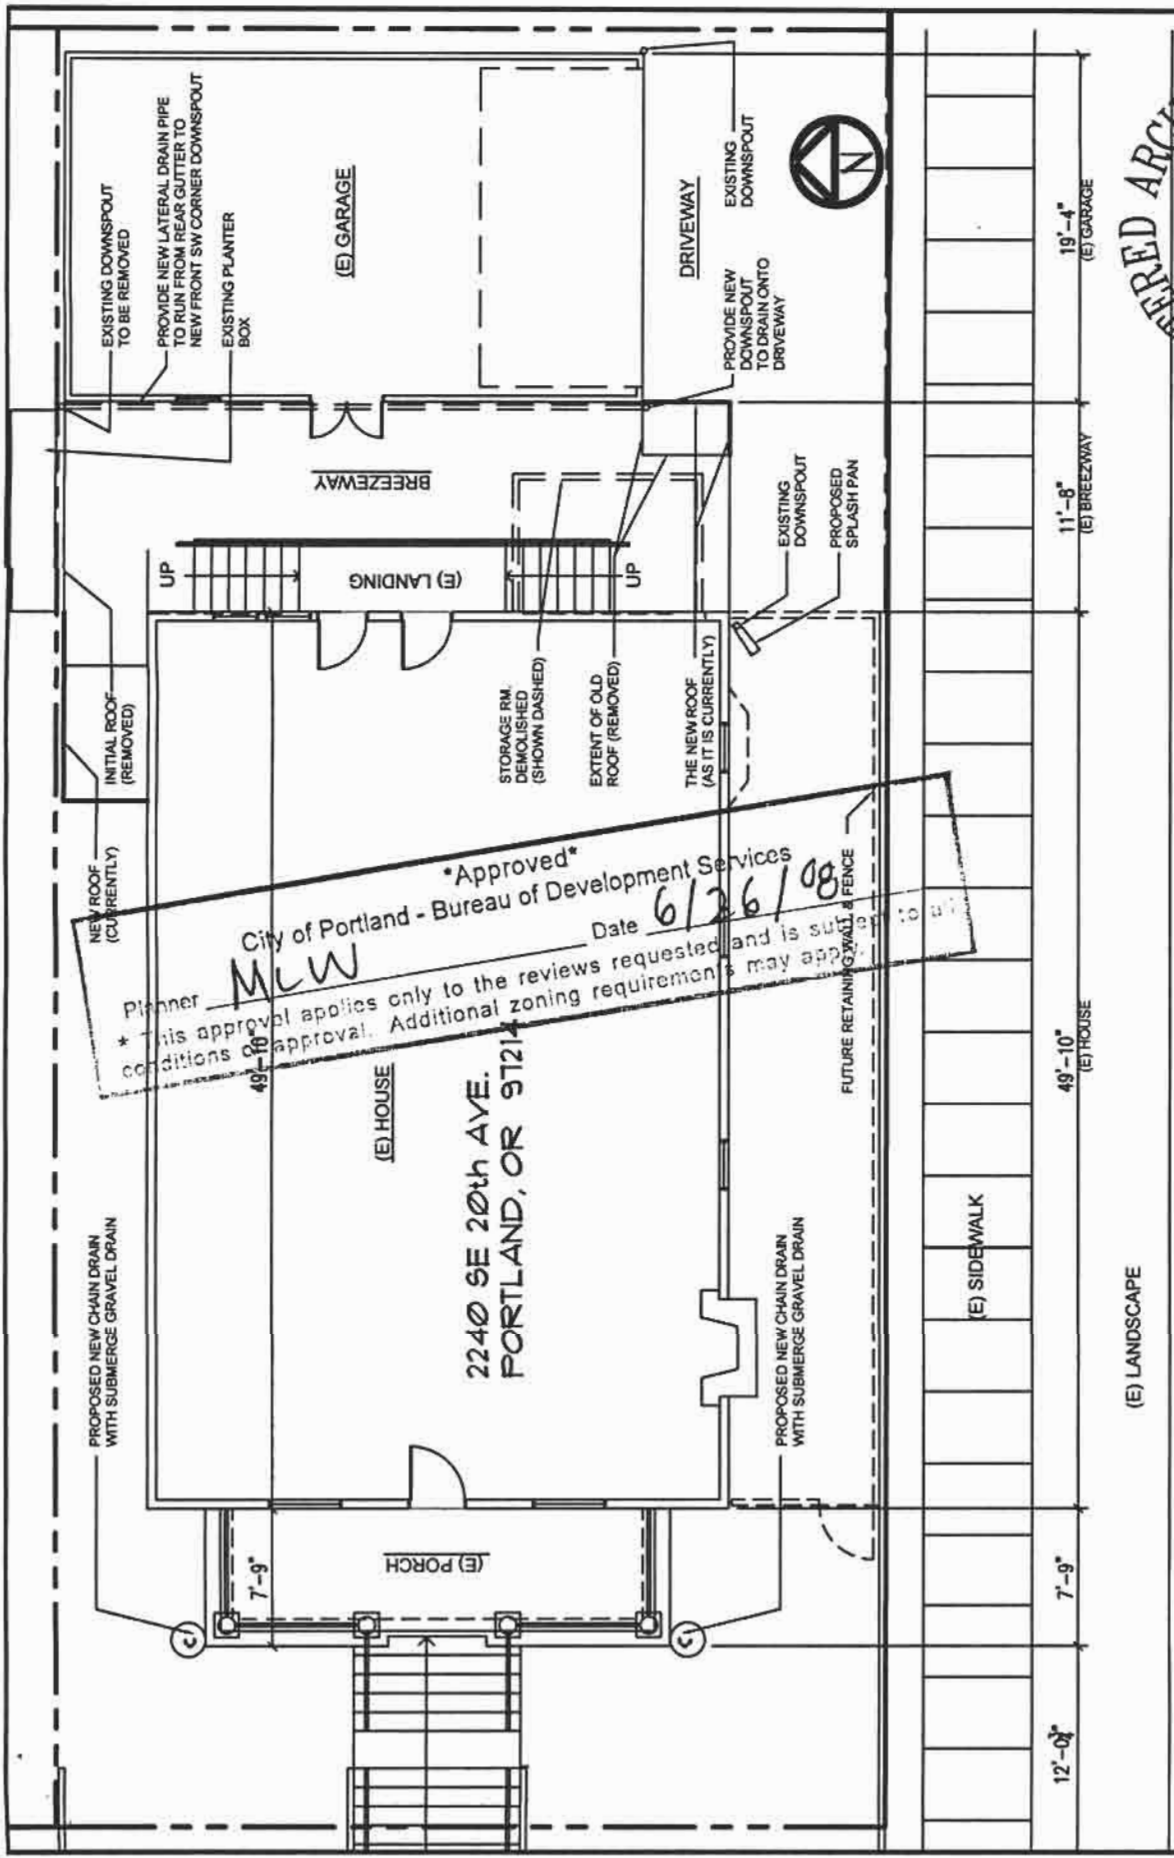 EXISTING DOWNSPOUT
TO BE REMOVED
PROVIDE NEW LATERAL DRAIN PIPE
TO RUN FROM REAR GUTTER TO
NEW FRONT SW CORNER DOWNSPOUT
EXISTING PLANTER
BOX
(E) GARAGE
EXISTING
DOWNSPOUT
DRIVEWAY
N
PROVIDE NEW
DOWNSPOUT
TO DRAIN ONTO
DRIVEWAY
19'-4"
(E) GARAGE
TERED ARCH
BREEZEWAY
UP
(E) LANDING
UP
EXISTING
DOWNSPOUT
PROPOSED
SPLASH PAN
11'-8"
(E) BREEZWAY
INITIAL ROOF
(REMOVED)
NEW ROOF
(CURRENTLY)
STORAGE RM.
DEMOLISHED
(SHOWN DASHED)
EXTENT OF OLD
ROOF (REMOVED)
THE NEW ROOF
(AS IT IS CURRENTLY)
*Approved*
City of Portland - Bureau of Development Services
Planner MCW Date 6/26/08
* This approval applies only to the reviews requested and is subject to all
conditions of approval. Additional zoning requirements may apply.
49'-10"
(E) HOUSE
2240 SE 20th AVE.
PORTLAND, OR 97214
FUTURE RETAINING WALL & FENCE
49'-10"
(E) HOUSE
PROPOSED NEW CHAIN DRAIN
WITH SUBMERGE GRAVEL DRAIN
PROPOSED NEW CHAIN DRAIN
WITH SUBMERGE GRAVEL DRAIN
(E) SIDEWALK
(E) LANDSCAPE
7'-9"
(E) PORCH
C
C
7'-9"